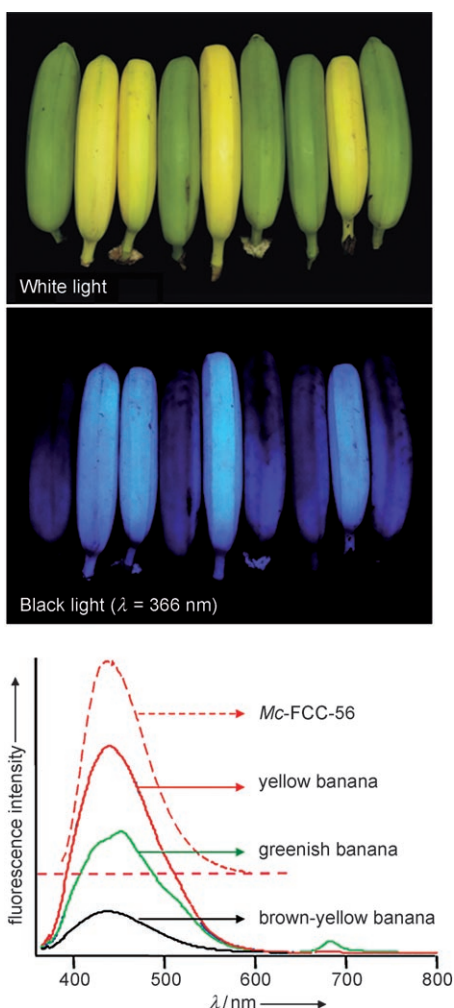 White light
Black light (λ = 366 nm)
fluorescence intensity
Mc-FCC-56
yellow banana
greenish banana
brown-yellow banana
400 500 600 700 800
λ/nm